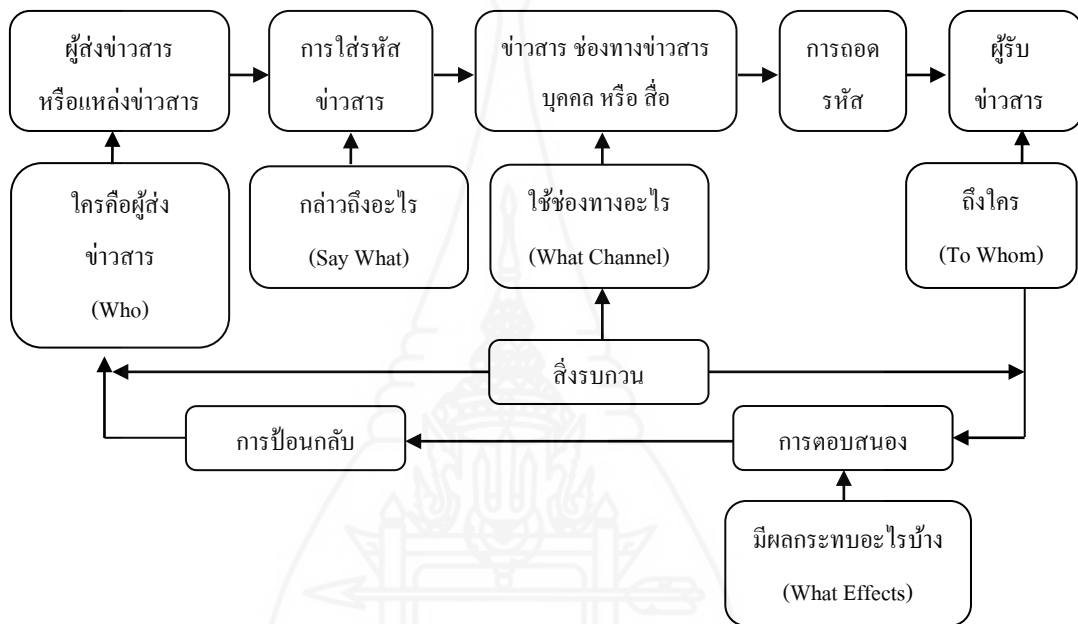 ผู้ส่งข่าวสาร
หรือแหล่งข่าวสาร
การใส่รหัส
ข่าวสาร
ข่าวสาร ช่องทางข่าวสาร
บุคคล หรือ สื่อ
การถอด
รหัส
ผู้รับ
ข่าวสาร
ใครคือผู้ส่ง
ข่าวสาร
(Who)
กล่าวถึงอะไร
(Say What)
ใช้ช่องทางอะไร
(What Channel)
ถึงใคร
(To Whom)
สิ่งรบกวน
การป้อนกลับ
การตอบสนอง
มีผลกระทบอะไรบ้าง
(What Effects)